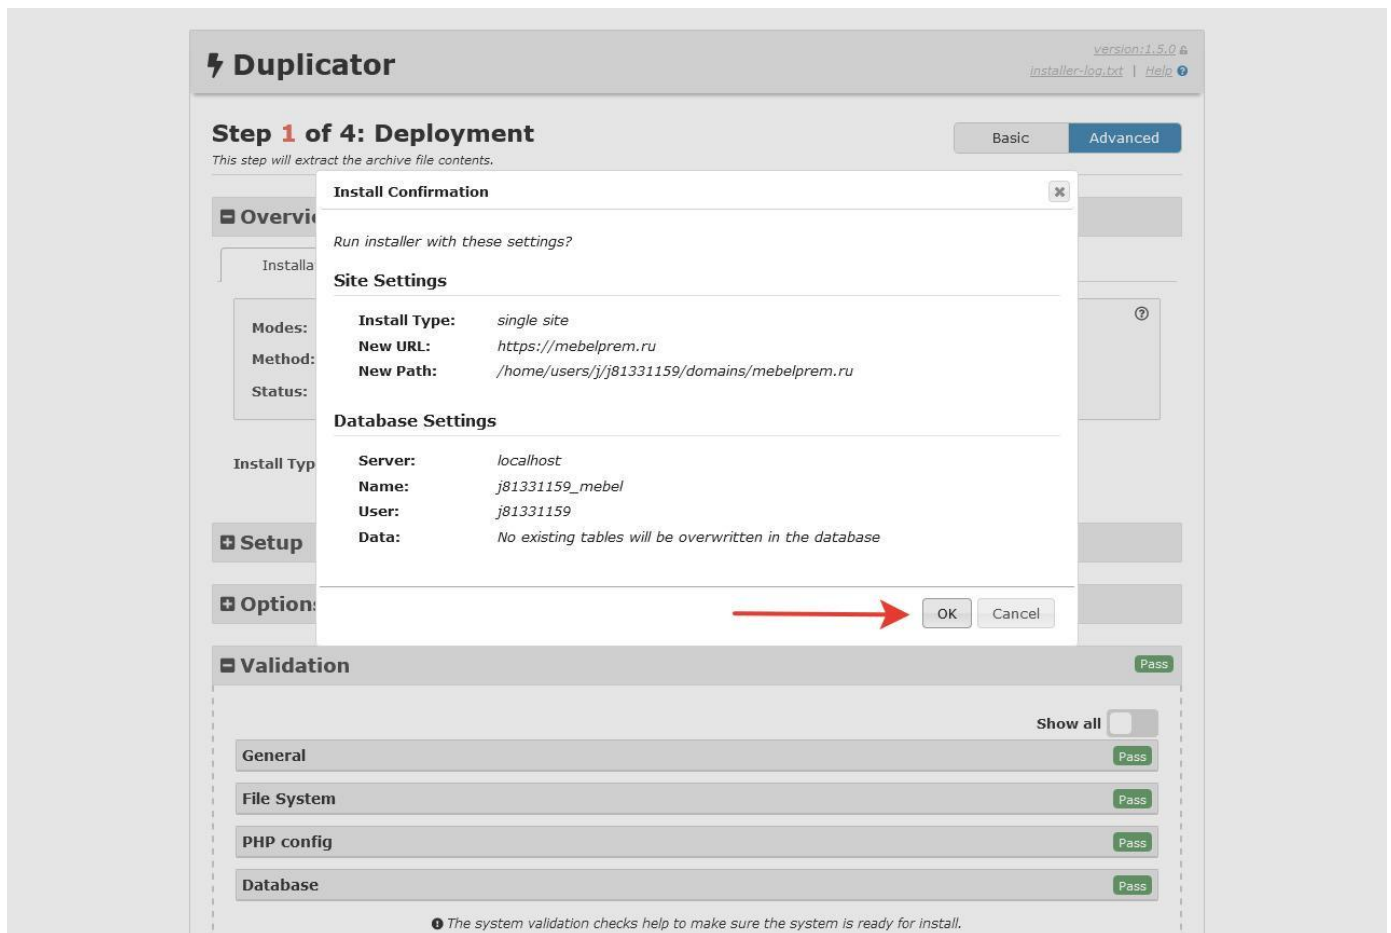 Duplicator
version:1.5.0
installer-log.txt | Help
Step 1 of 4: Deployment
Basic Advanced
This step will extract the archive file contents.
Install Confirmation
Run installer with these settings?
Site Settings
Install Type: single site
New URL: https://mebelprem.ru
New Path: /home/users/j/j81331159/domains/mebelprem.ru
Database Settings
Server: localhost
Name: j81331159_mebel
User: j81331159
Data: No existing tables will be overwritten in the database
OK Cancel
Modes:
Method:
Status:
Setup
Validation Pass
Show all
General Pass
File System Pass
PHP config Pass
Database Pass
The system validation checks help to make sure the system is ready for install.